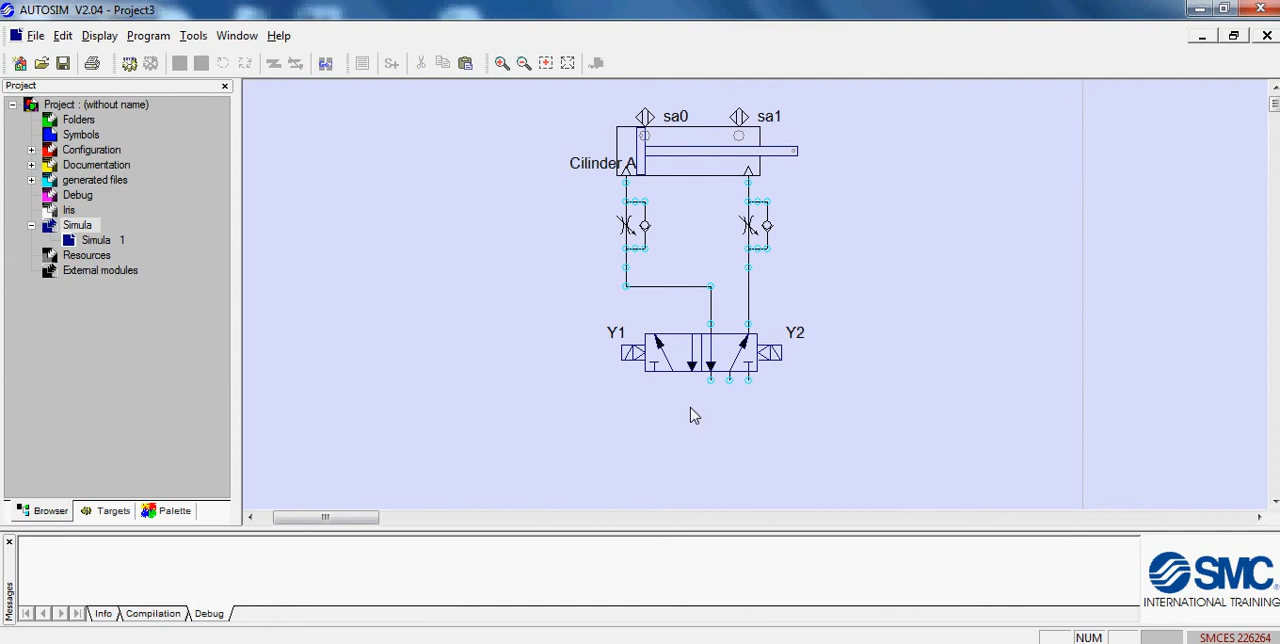 AUTOSIM V2.04 - Project3
File Edit Display Program Tools Window Help
Project
Project : (without name)
Folders
Symbols
Configuration
Documentation
generated files
Debug
Iris
Simula
Simula 1
Resources
External modules
Browser Targets Palette
S+
sa0 sa1
Cilinder A
Y1 Y2
Messages
Info Compilation Debug
SMC
INTERNATIONAL TRAINING
NUM SMCES 226264